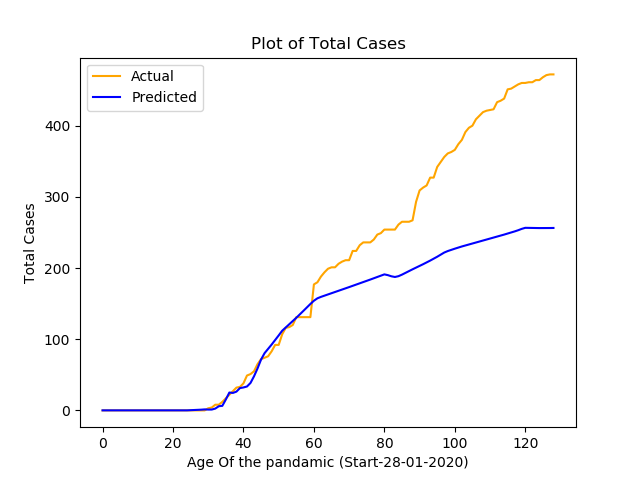 Plot of Total Cases
Actual
Predicted
Total Cases
400
300
200
100
0
0 20 40 60 80 100 120
Age Of the pandamic (Start-28-01-2020)